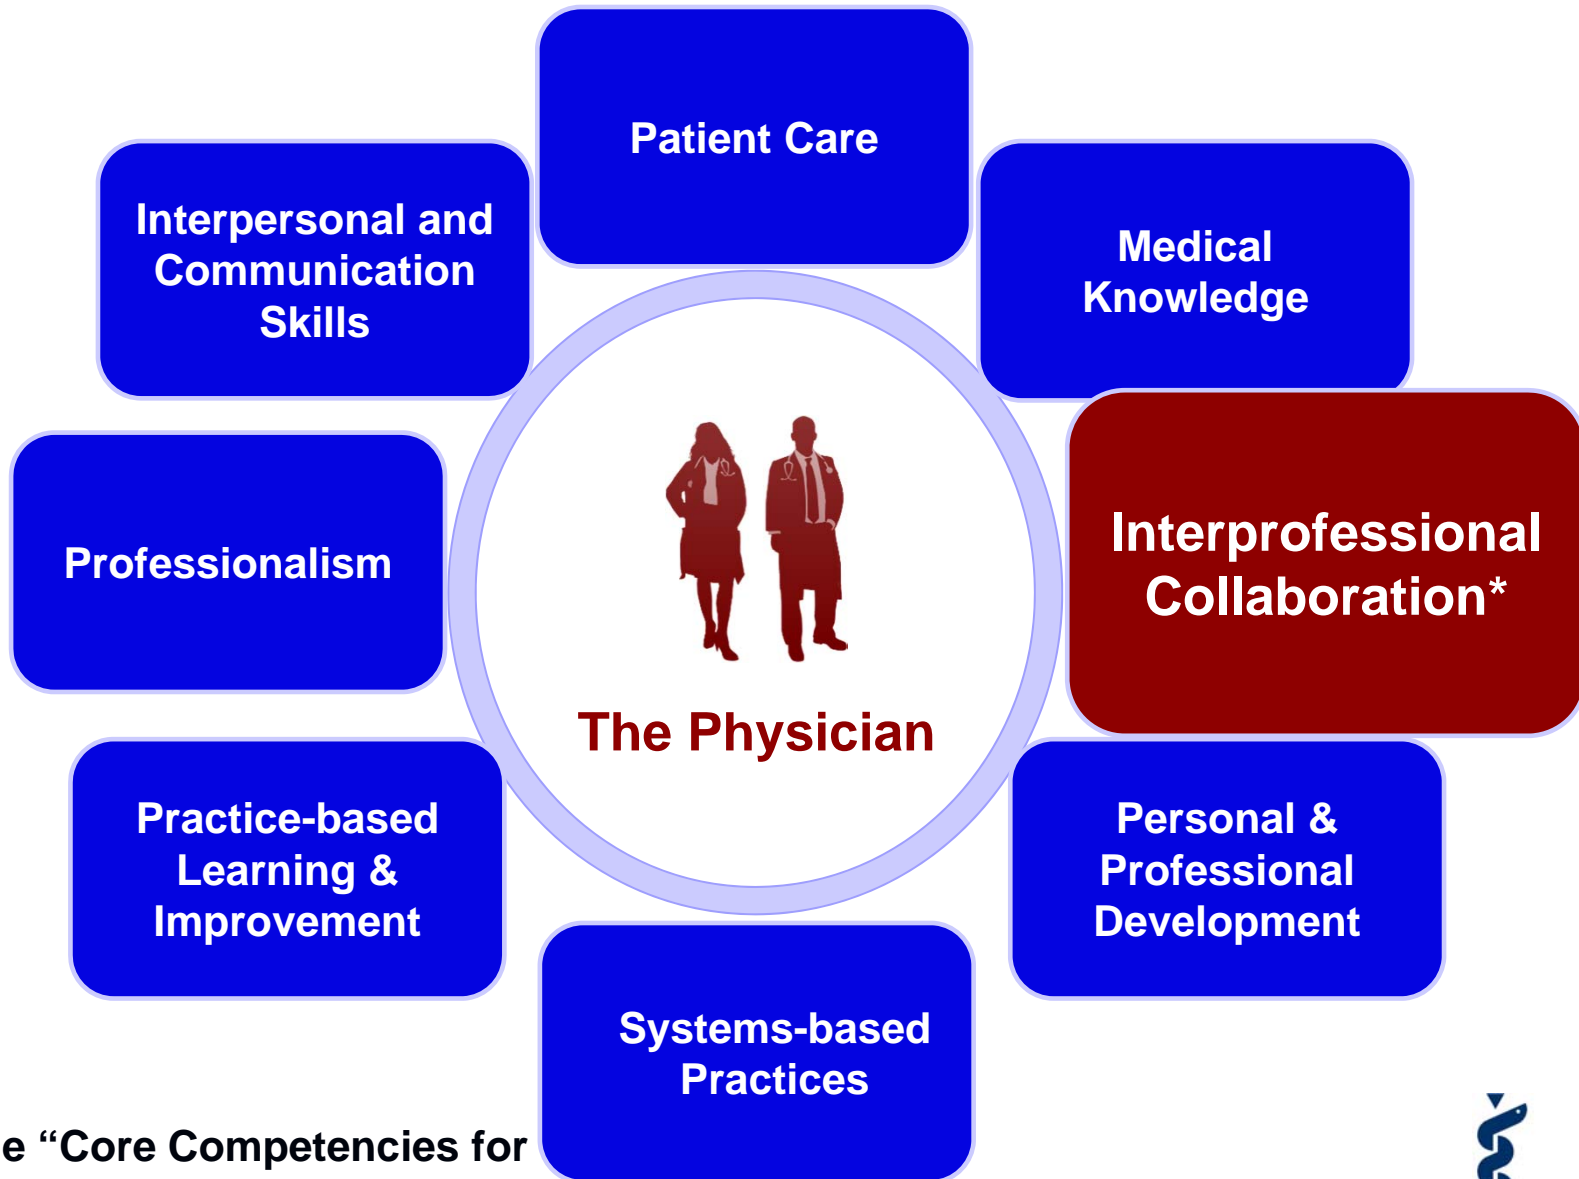 Patient Care
Medical
Knowledge
Interprofessional
Collaboration*
Personal &
Professional
Development
Systems-based
Practices
Practice-based
Learning &
Improvement
Professionalism
Interpersonal and
Communication
Skills
The Physician
e “Core Competencies for